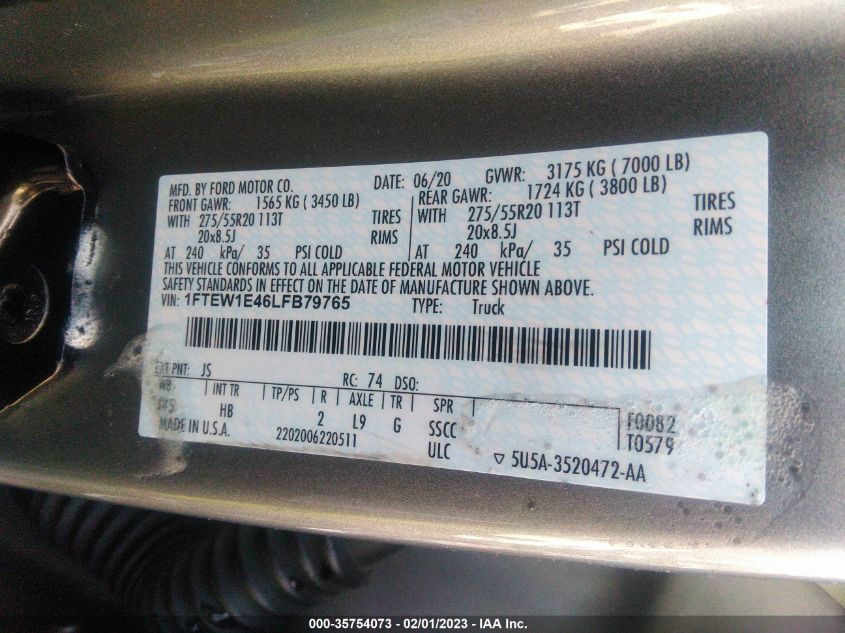 MFD. BY FORD MOTOR CO. DATE: 06/20 GVWR: 3175 KG ( 7000 LB)
FRONT GAWR: 1565 KG ( 3450 LB) REAR GAWR: 1724 KG ( 3800 LB)
WITH 275/55R20 113T TIRES WITH 275/55R20 113T TIRES
20x8.5J RIMS 20x8.5J RIMS
AT 240 kPa/ 35 PSI COLD AT 240 kPa/ 35 PSI COLD
THIS VEHICLE CONFORMS TO ALL APPLICABLE FEDERAL MOTOR VEHICLE
SAFETY STANDARDS IN EFFECT ON THE DATE OF MANUFACTURE SHOWN ABOVE.
VIN: 1FTEW1E46LFB79765 TYPE: Truck
EXT PNT: JS RC: 74 DSO:
WB INT TR TP/PS R AXLE TR SPR
HB 2 L9 G SSCC F0082
MADE IN U.S.A. 2202006220511 ULC T0579
5U5A-3520472-AA
000-35754073 - 02/01/2023 - IAA Inc.